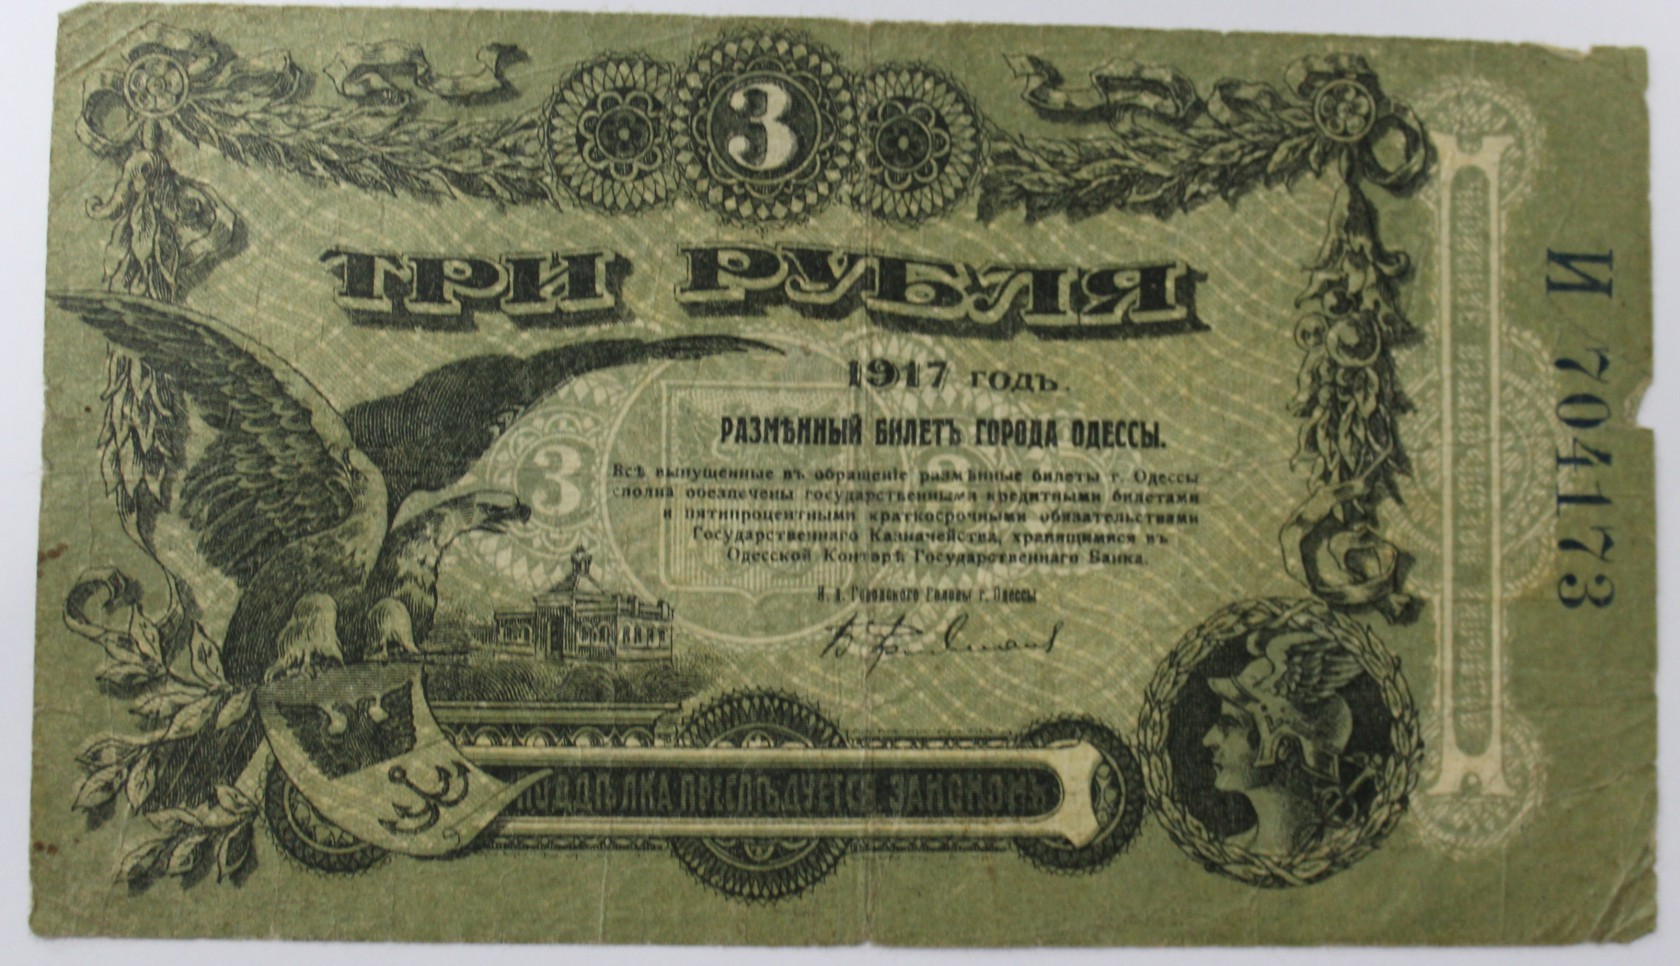 3
ТРИ РУБЛЯ
1917 годъ.
РАЗМѢННЫЙ БИЛЕТЪ ГОРОДА ОДЕССЫ.
Всѣ выпущенные въ обращеніе размѣнные билеты г. Одессы
сполна обезпечены государственными кредитными билетами
и пятипроцентными краткосрочными обязательствами
Государственнаго Казначейства, хранящимися въ
Одесской Конторѣ Государственнаго Банка.
И. д. Городского Головы г. Одессы
3
3
ПОДДѢЛКА ПРЕСЛѢДУЕТСЯ ЗАКОНОМЪ
И 704173